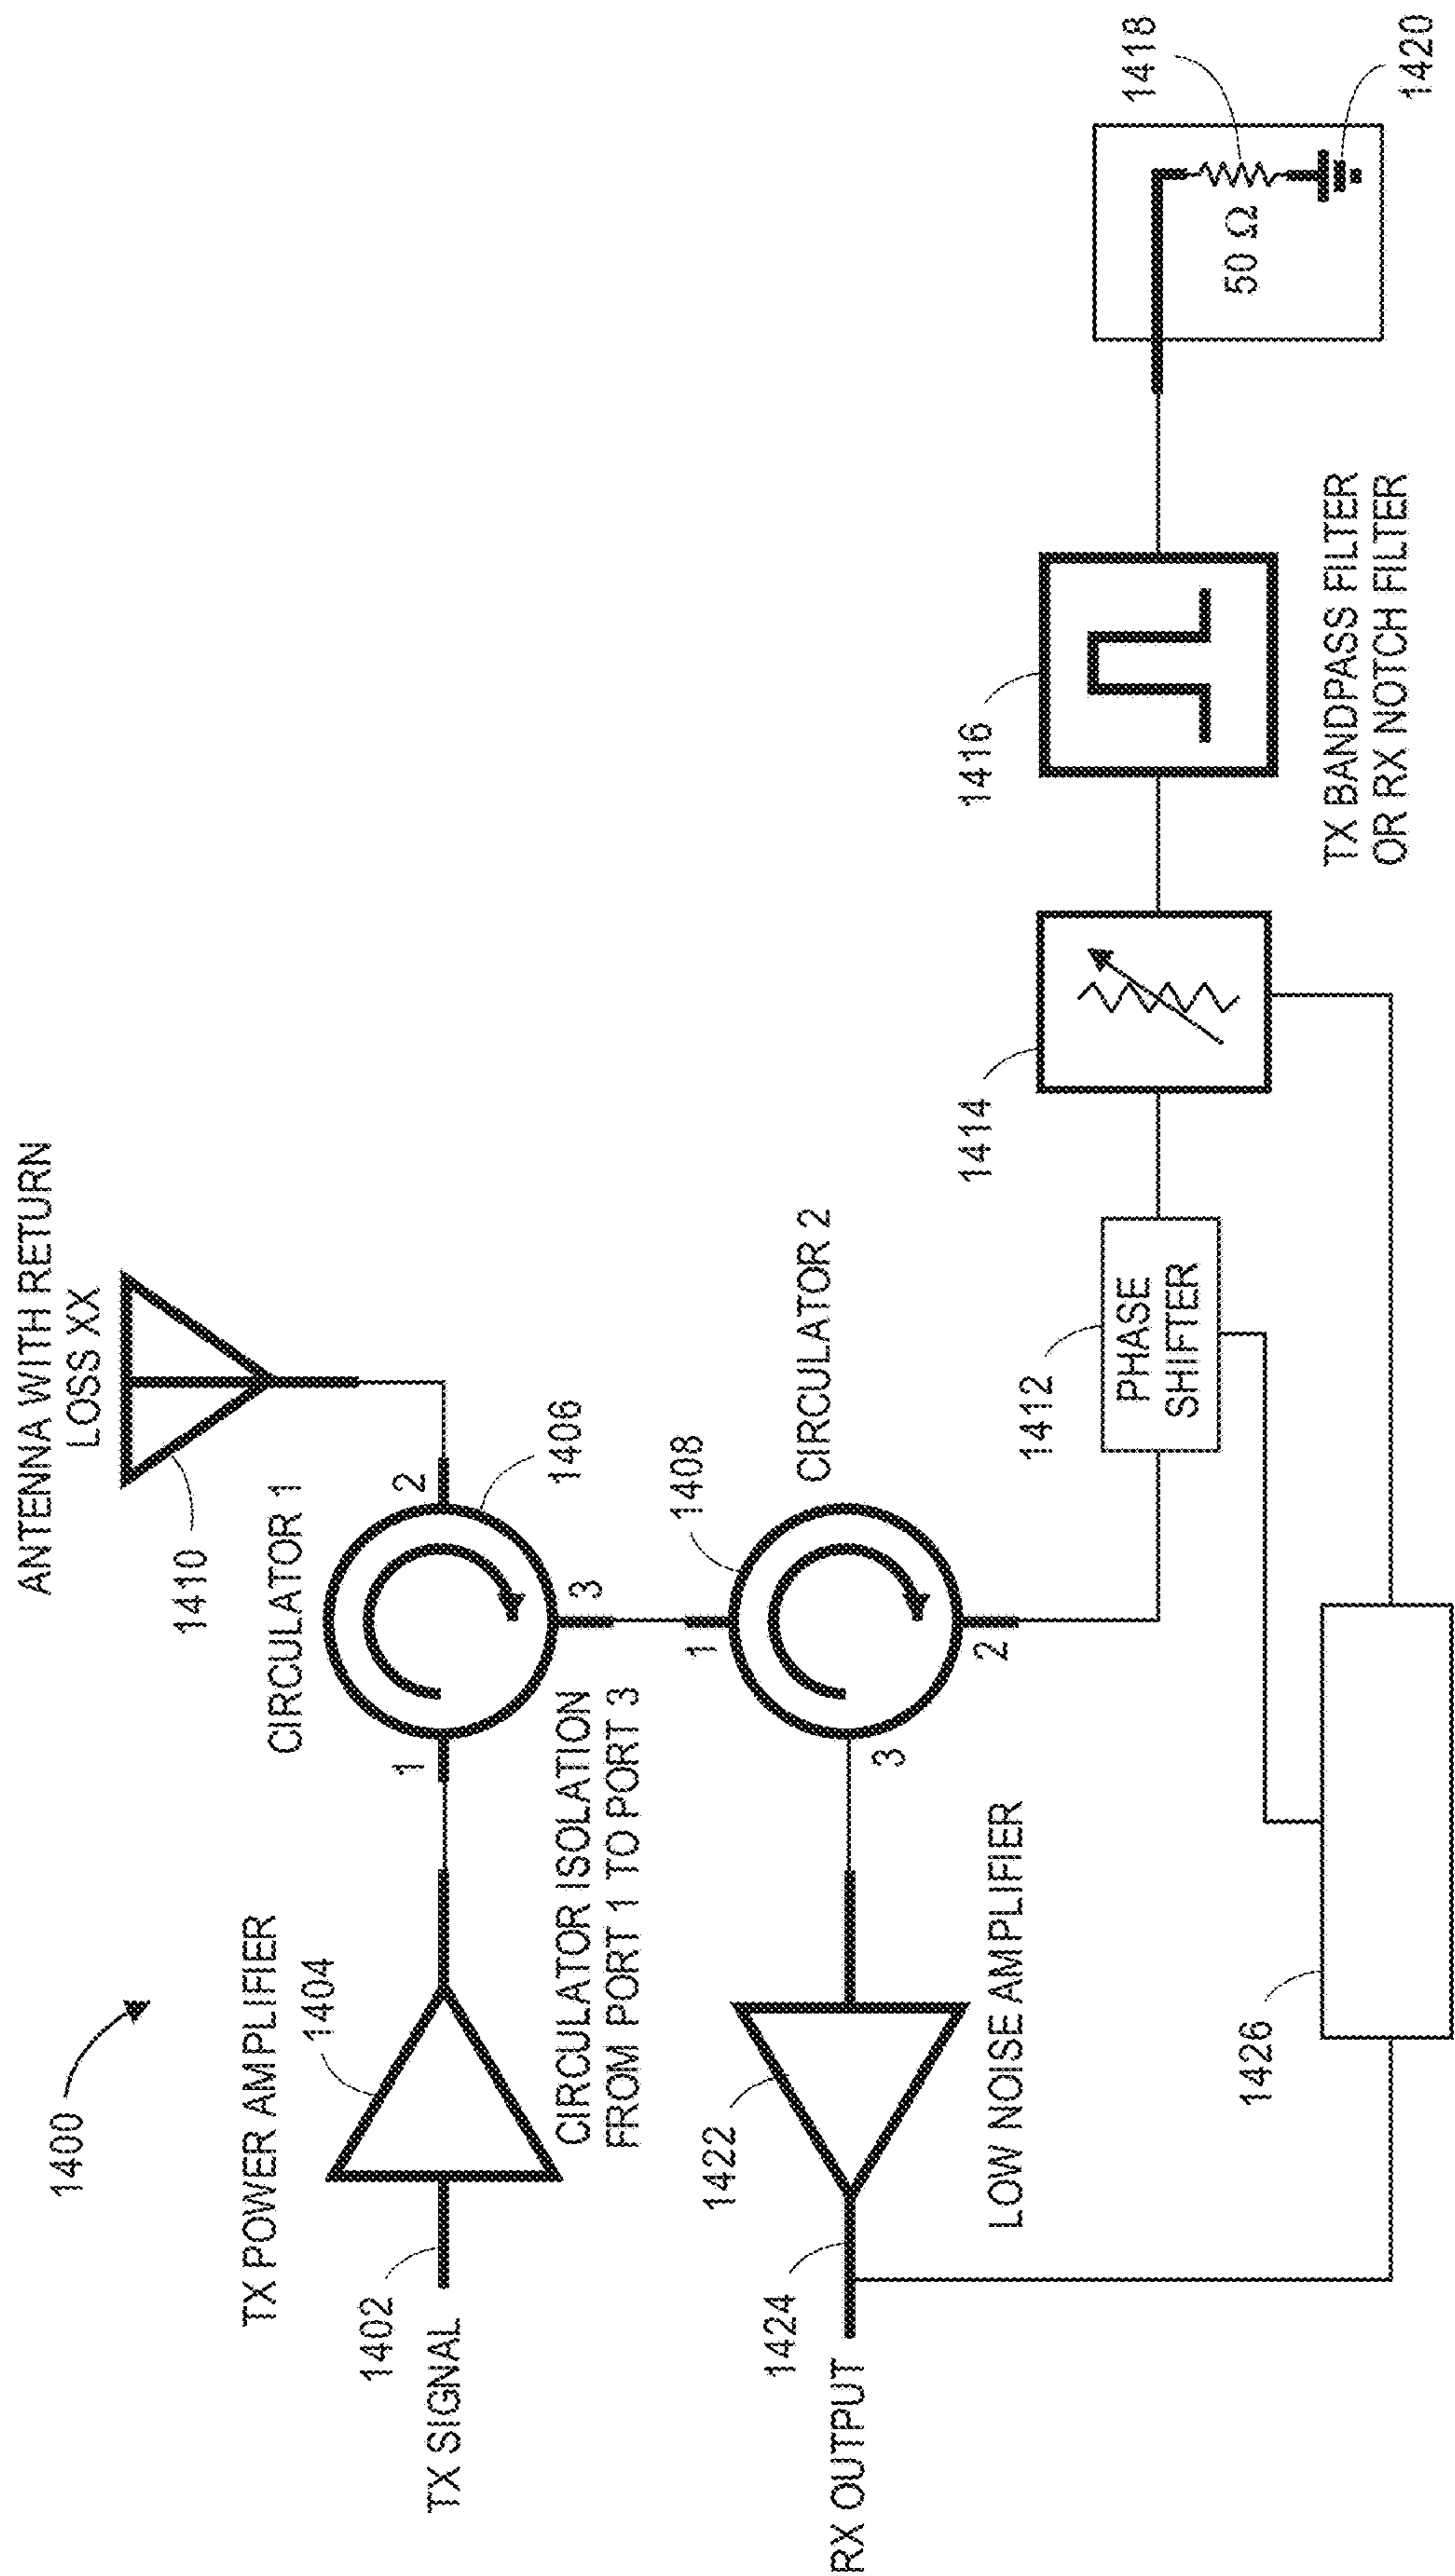 1400
ANTENNA WITH RETURN
LOSS XX
1410
TX POWER AMPLIFIER
1404
CIRCULATOR 1
1402
TX SIGNAL
1
2
3
1406
CIRCULATOR ISOLATION
FROM PORT 1 TO PORT 3
1408
CIRCULATOR 2
1
2
3
1422
LOW NOISE AMPLIFIER
1424
RX OUTPUT
1412
PHASE
SHIFTER
1414
1416
TX BANDPASS FILTER
OR RX NOTCH FILTER
1418
50 Ω
1420
1426